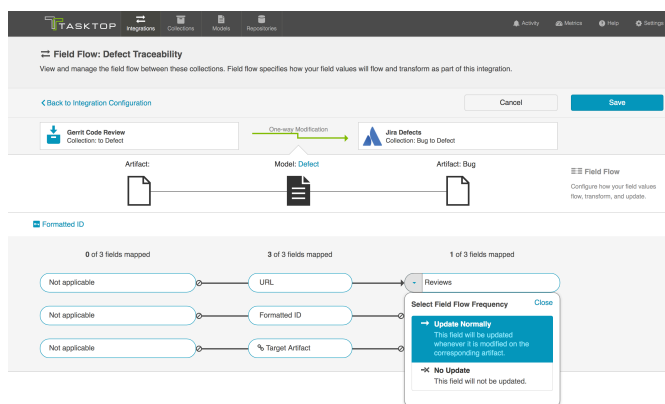 TASKTOP
Integrations
Collections
Models
Repositories
Activity
Metrics
Help
Settings
Field Flow: Defect Traceability
View and manage the field flow between these collections. Field flow specifies how your field values will flow and transform as part of this integration.
Back to Integration Configuration
Cancel
Save
Gerrit Code Review
Collection: to Defect
One-way Modification
Jira Defects
Collection: Bug to Defect
Artifact:
Model: Defect
Artifact: Bug
Field Flow
Configure how your field values
flow, transform, and update.
Formatted ID
0 of 3 fields mapped
3 of 3 fields mapped
1 of 3 fields mapped
Not applicable
URL
Reviews
Not applicable
Formatted ID
Not applicable
Target Artifact
Select Field Flow Frequency
Close
Update Normally
This field will be updated
whenever it is modified on the
corresponding artifact.
No Update
This field will not be updated.